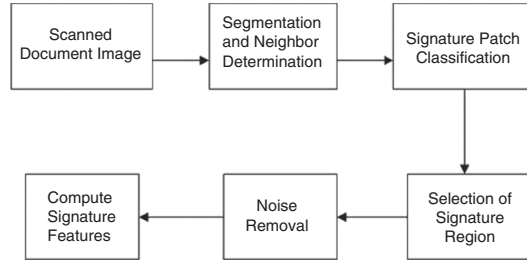 Scanned
Document Image
Segmentation
and Neighbor
Determination
Signature Patch
Classification
Selection of
Signature
Region
Noise
Removal
Compute
Signature
Features